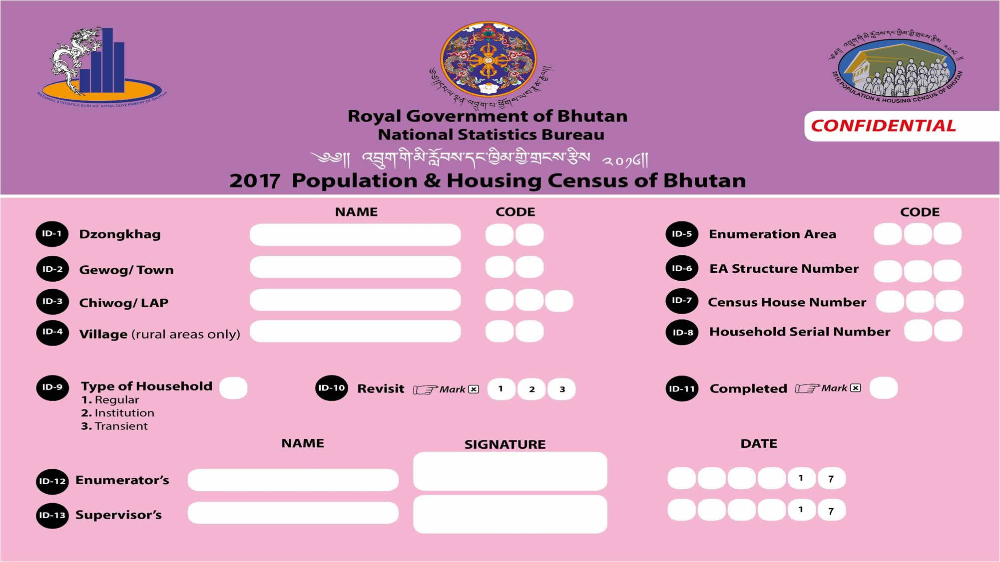 NATIONAL STATISTICS BUREAU, ROYAL GOVERNMENT OF BHUTAN
༄༅།།དཔལ་ལྡན་འབྲུག་པ་ཕྱོགས་ལས་རྣམ་རྒྱལ།།
༄༅།། འབྲུག་གི་མི་རློབས་དང་ཁྱིམ་གྱི་གྲངས་རྩིས ༢༠༡༦ །།
2016 POPULATION & HOUSING CENSUS OF BHUTAN
Royal Government of Bhutan
CONFIDENTIAL
National Statistics Bureau
༄༅།། འབྲུག་གི་མི་རློབས་དང་ཁྱིམ་གྱི་གྲངས་རྩིས ༢༠༡༦།།
2017 Population & Housing Census of Bhutan
NAME CODE CODE
ID-1 Dzongkhag ID-5 Enumeration Area
ID-2 Gewog/ Town ID-6 EA Structure Number
ID-3 Chiwog/ LAP ID-7 Census House Number
ID-4 Village (rural areas only) ID-8 Household Serial Number
ID-9 Type of Household ID-10 Revisit Mark 1 2 3 ID-11 Completed Mark
1. Regular
2. Institution
3. Transient
NAME SIGNATURE DATE
ID-12 Enumerator’s 1 7
ID-13 Supervisor’s 1 7